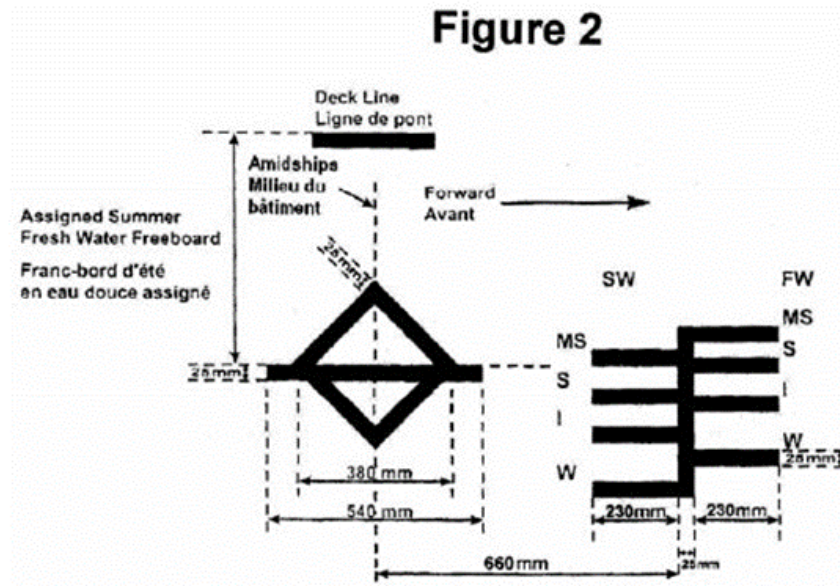 Figure 2
Deck Line
Ligne de pont
Amidships
Milieu du
bâtiment
Forward
Avant
Assigned Summer
Fresh Water Freeboard
Franc-bord d'été
en eau douce assigné
25mm
SW
FW
MS
S
I
W
MS
S
I
W
25mm
25mm
380 mm
540 mm
230mm
230mm
660mm
25mm